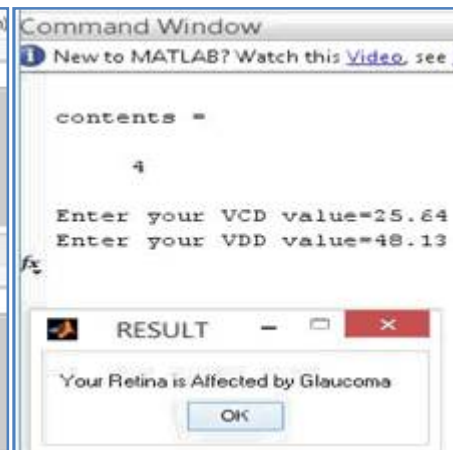 Command Window
New to MATLAB? Watch this Video, see
contents =
4
Enter your VCD value=25.64
Enter your VDD value=48.13
fx
RESULT
Your Retina is Affected by Glaucoma
OK